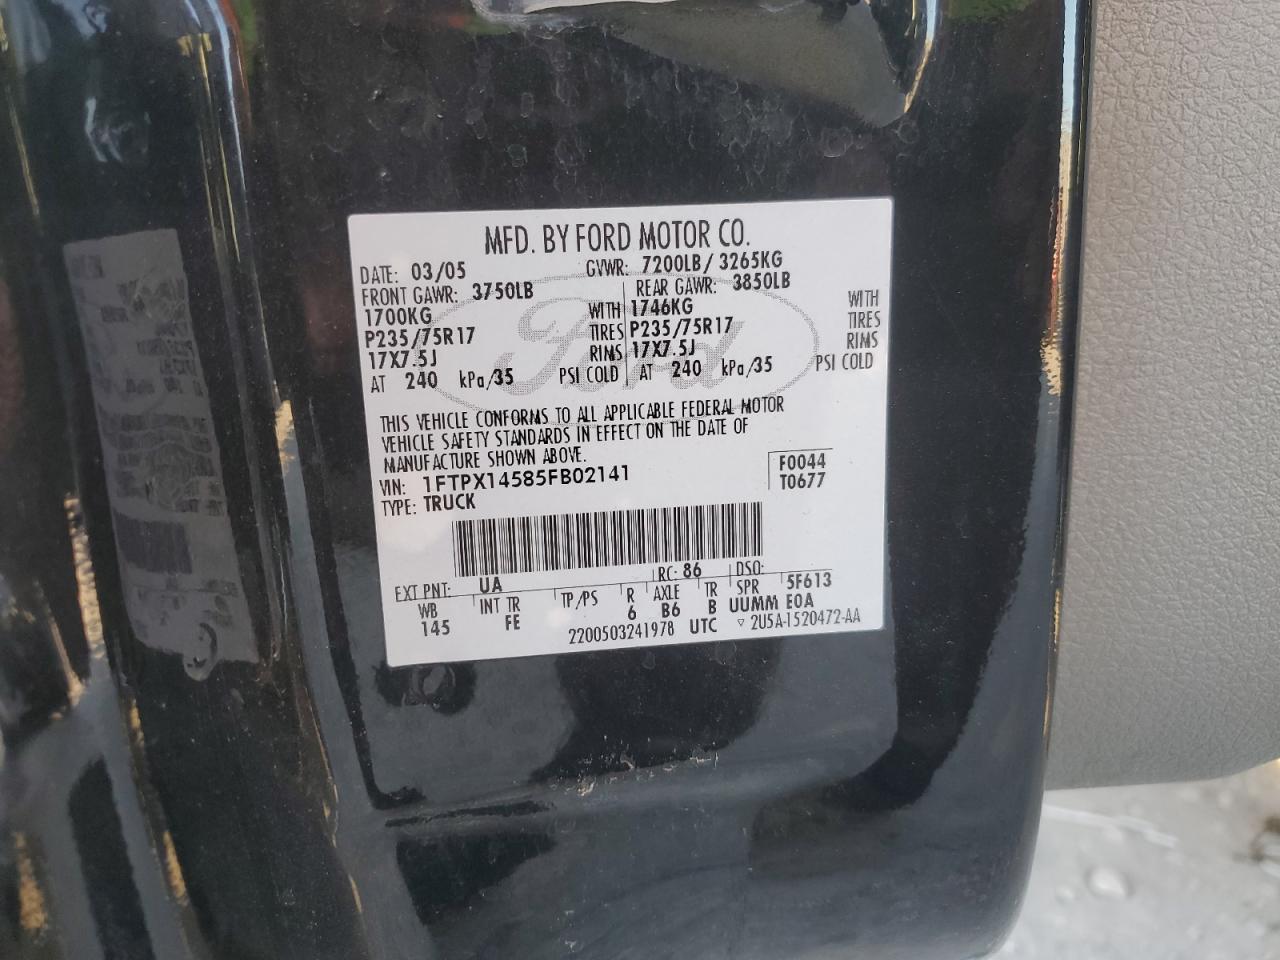 MFD. BY FORD MOTOR CO.
DATE: 03/05 GVWR: 7200LB/ 3265KG
FRONT GAWR: 3750LB REAR GAWR: 3850LB
1700KG WITH 1746KG WITH
P235/75R17 TIRES P235/75R17 TIRES
17X7.5J RIMS 17X7.5J RIMS
AT 240 kPa/35 PSI COLD AT 240 kPa/35 PSI COLD
Ford
THIS VEHICLE CONFORMS TO ALL APPLICABLE FEDERAL MOTOR
VEHICLE SAFETY STANDARDS IN EFFECT ON THE DATE OF
MANUFACTURE SHOWN ABOVE.
VIN: 1FTPX14585FB02141 F0044
TYPE: TRUCK T0677
EXT PNT: UA RC: 86 DSO:
WB INT TR TP/PS R AXLE TR SPR 5F613
145 FE 6 B6 B UUMM EOA
2200503241978 UTC ▽ 2U5A-1520472-AA